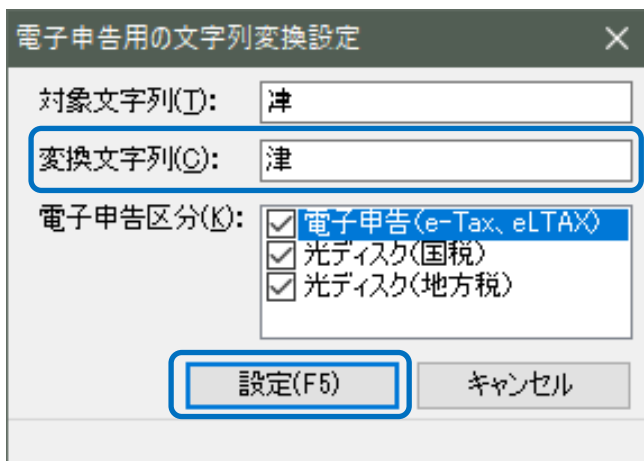 電子申告用の文字列変換設定
対象文字列(T): 津
変換文字列(C): 津
電子申告区分(K):
電子申告(e-Tax、eLTAX)
光ディスク(国税)
光ディスク(地方税)
設定(F5) キャンセル